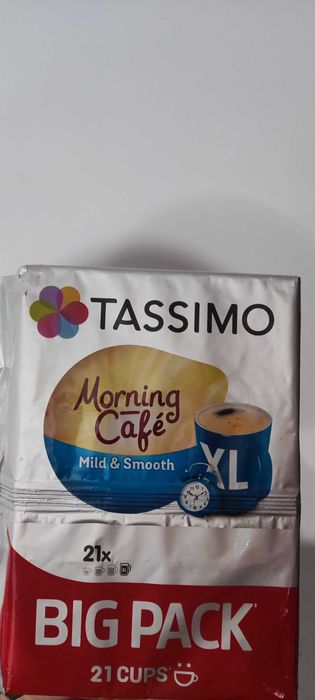 TASSIMO
Morning
Café
Mild & Smooth
XL
21x
BIG PACK
21 CUPS